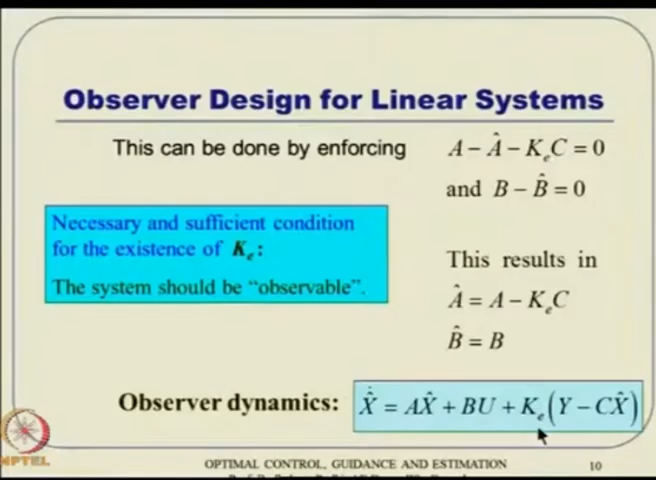 Observer Design for Linear Systems
This can be done by enforcing
A − Â − KₑC = 0
and B − B̂ = 0
Necessary and sufficient condition
for the existence of Kₑ:
The system should be “observable”.
This results in
Â = A − KₑC
B̂ = B
Observer dynamics: X̂̇ = AX̂ + BU + Kₑ(Y − CX̂)
NPTEL
OPTIMAL CONTROL, GUIDANCE AND ESTIMATION
10